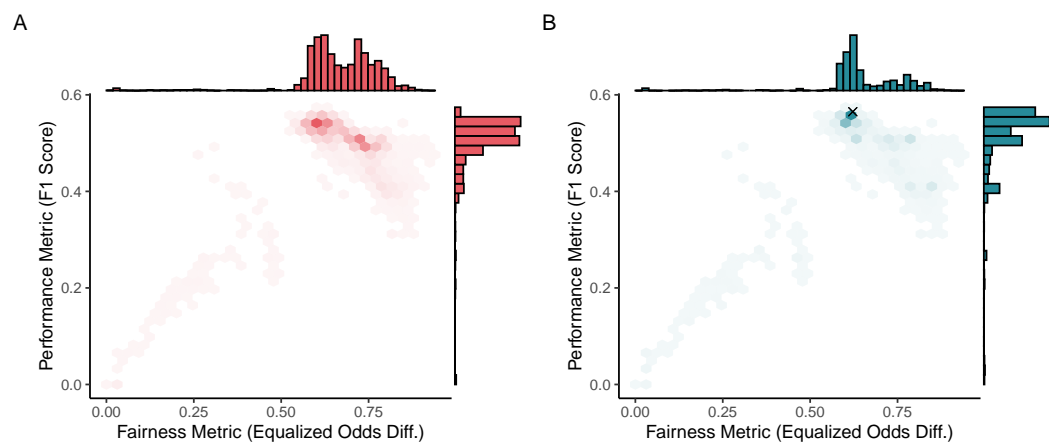 A
B
0.6
0.4
0.2
0.0
Performance Metric (F1 Score)
0.00
0.25
0.50
0.75
Fairness Metric (Equalized Odds Diff.)
0.6
0.4
0.2
0.0
Performance Metric (F1 Score)
0.00
0.25
0.50
0.75
Fairness Metric (Equalized Odds Diff.)